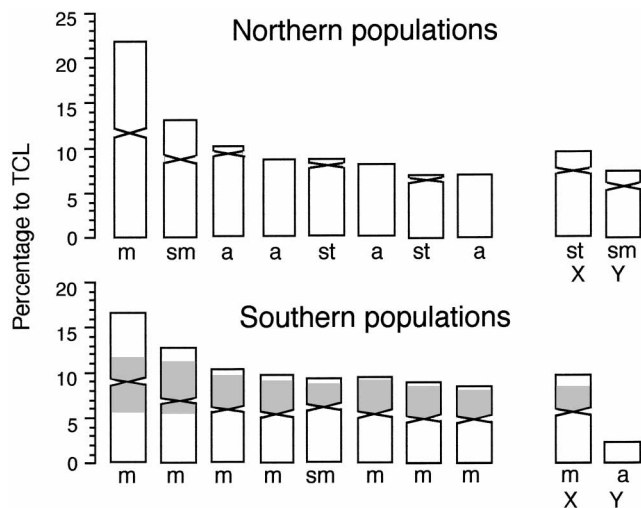 25
Northern populations
20
15
10
5
0
m sm a a st a st a st sm
X Y
Percentage to TCL
20
Southern populations
15
10
5
0
m m m m sm m m m m a
X Y